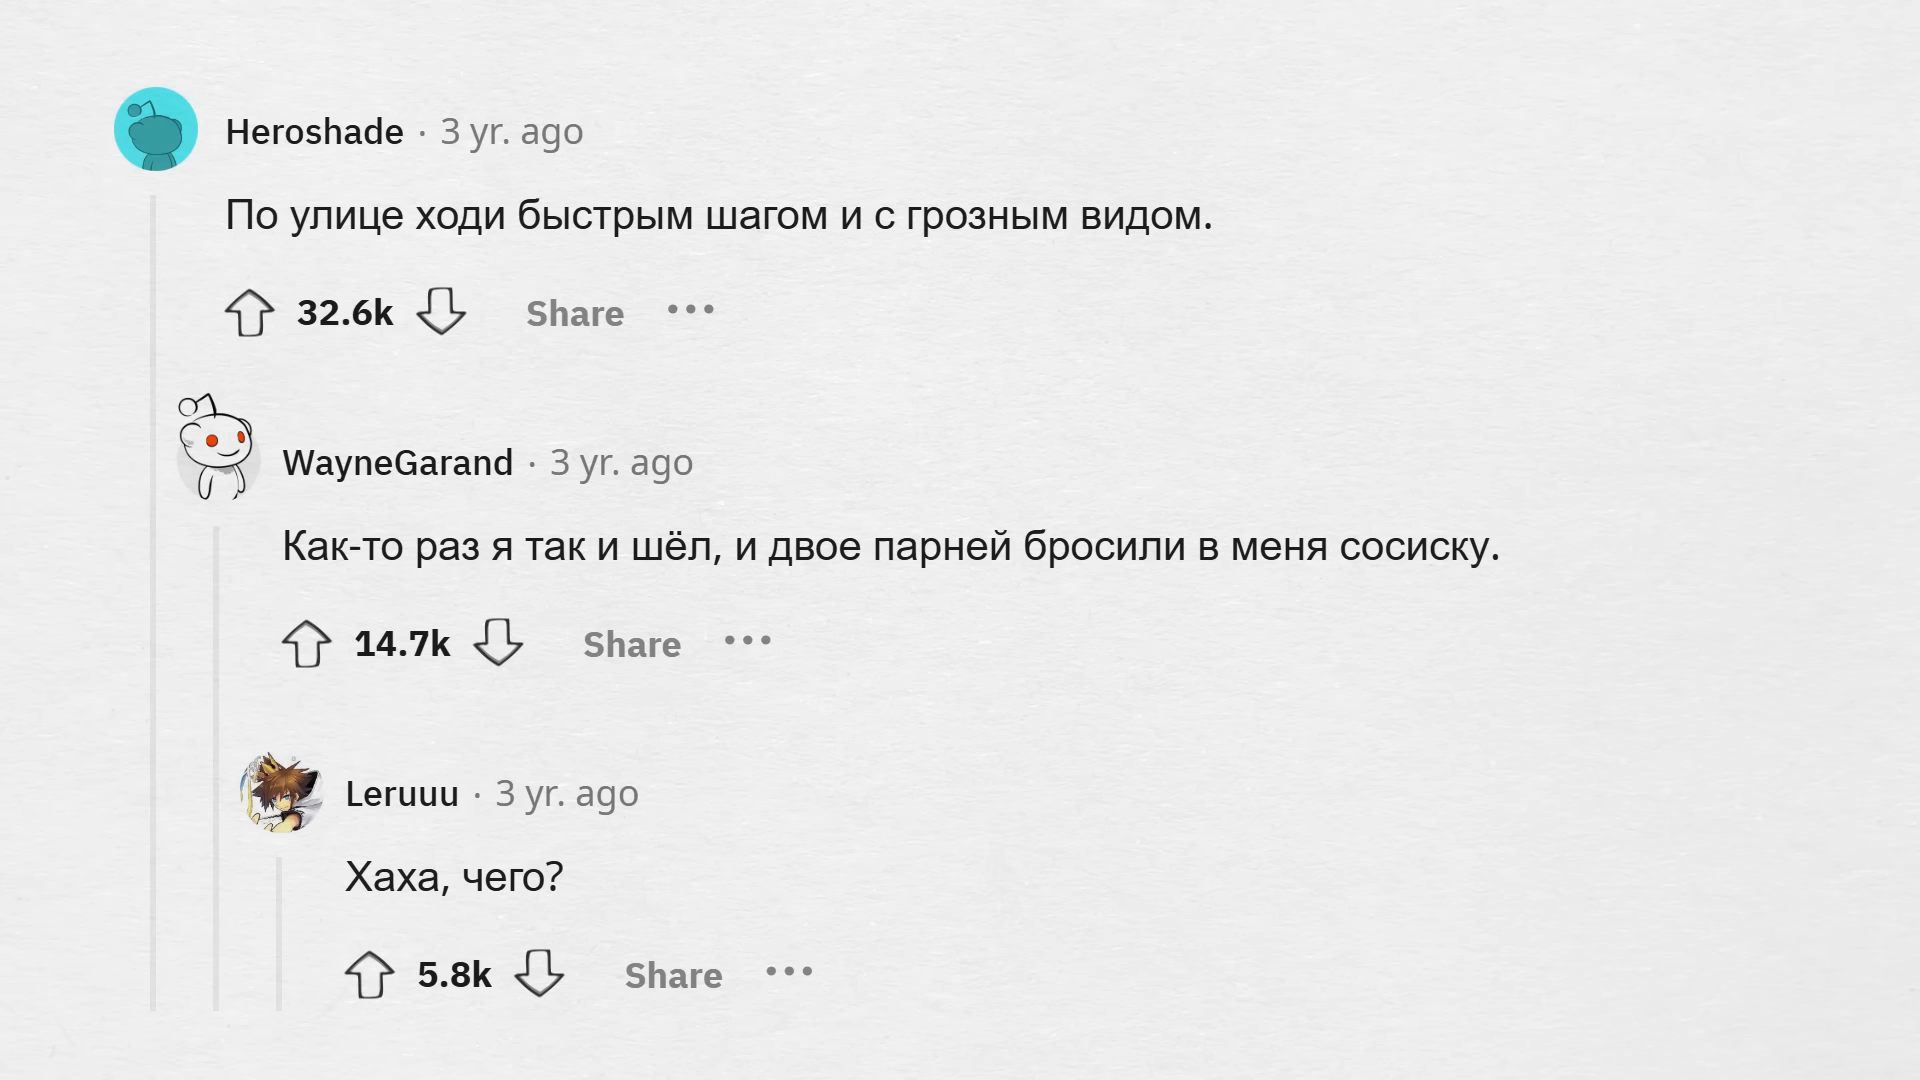 Heroshade · 3 yr. ago
По улице ходи быстрым шагом и с грозным видом.
32.6k Share •••
WayneGarand · 3 yr. ago
Как-то раз я так и шёл, и двое парней бросили в меня сосиску.
14.7k Share •••
Leruuu · 3 yr. ago
Хаха, чего?
5.8k Share •••